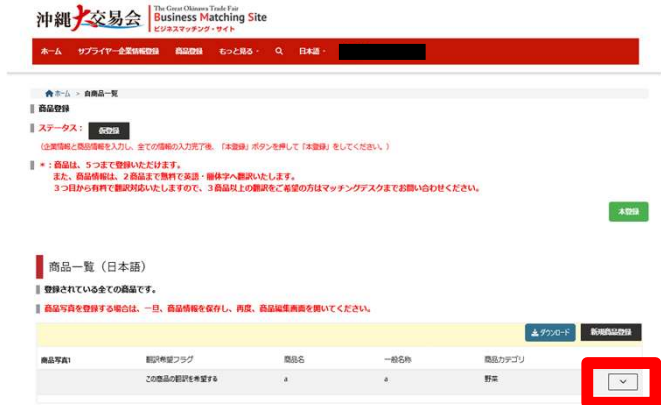 沖縄大交易会 The Great Okinawa Trade Fair
Business Matching Site
ビジネスマッチング・サイト
ホーム サプライヤー企業情報登録 商品登録 もっと見る 日本語
ホーム > 自商品一覧
商品登録
ステータス： 仮登録
(企業情報と商品情報を入力し、全ての情報の入力完了後、「本登録」ボタンを押して「本登録」をしてください。)
＊：商品は、５つまで登録いただけます。
また、商品情報は、２商品まで無料で英語・簡体字へ翻訳いたします。
３つ目から有料で翻訳対応いたしますので、３商品以上の翻訳をご希望の方はマッチングデスクまでお問い合わせください。
本登録
商品一覧（日本語）
登録されている全ての商品です。
商品写真を登録する場合は、一旦、商品情報を保存し、再度、商品編集画面を開いてください。
ダウンロード 新規商品登録
商品写真1 翻訳希望フラグ 商品名 一般名称 商品カテゴリ
この商品の翻訳を希望する a a 野菜